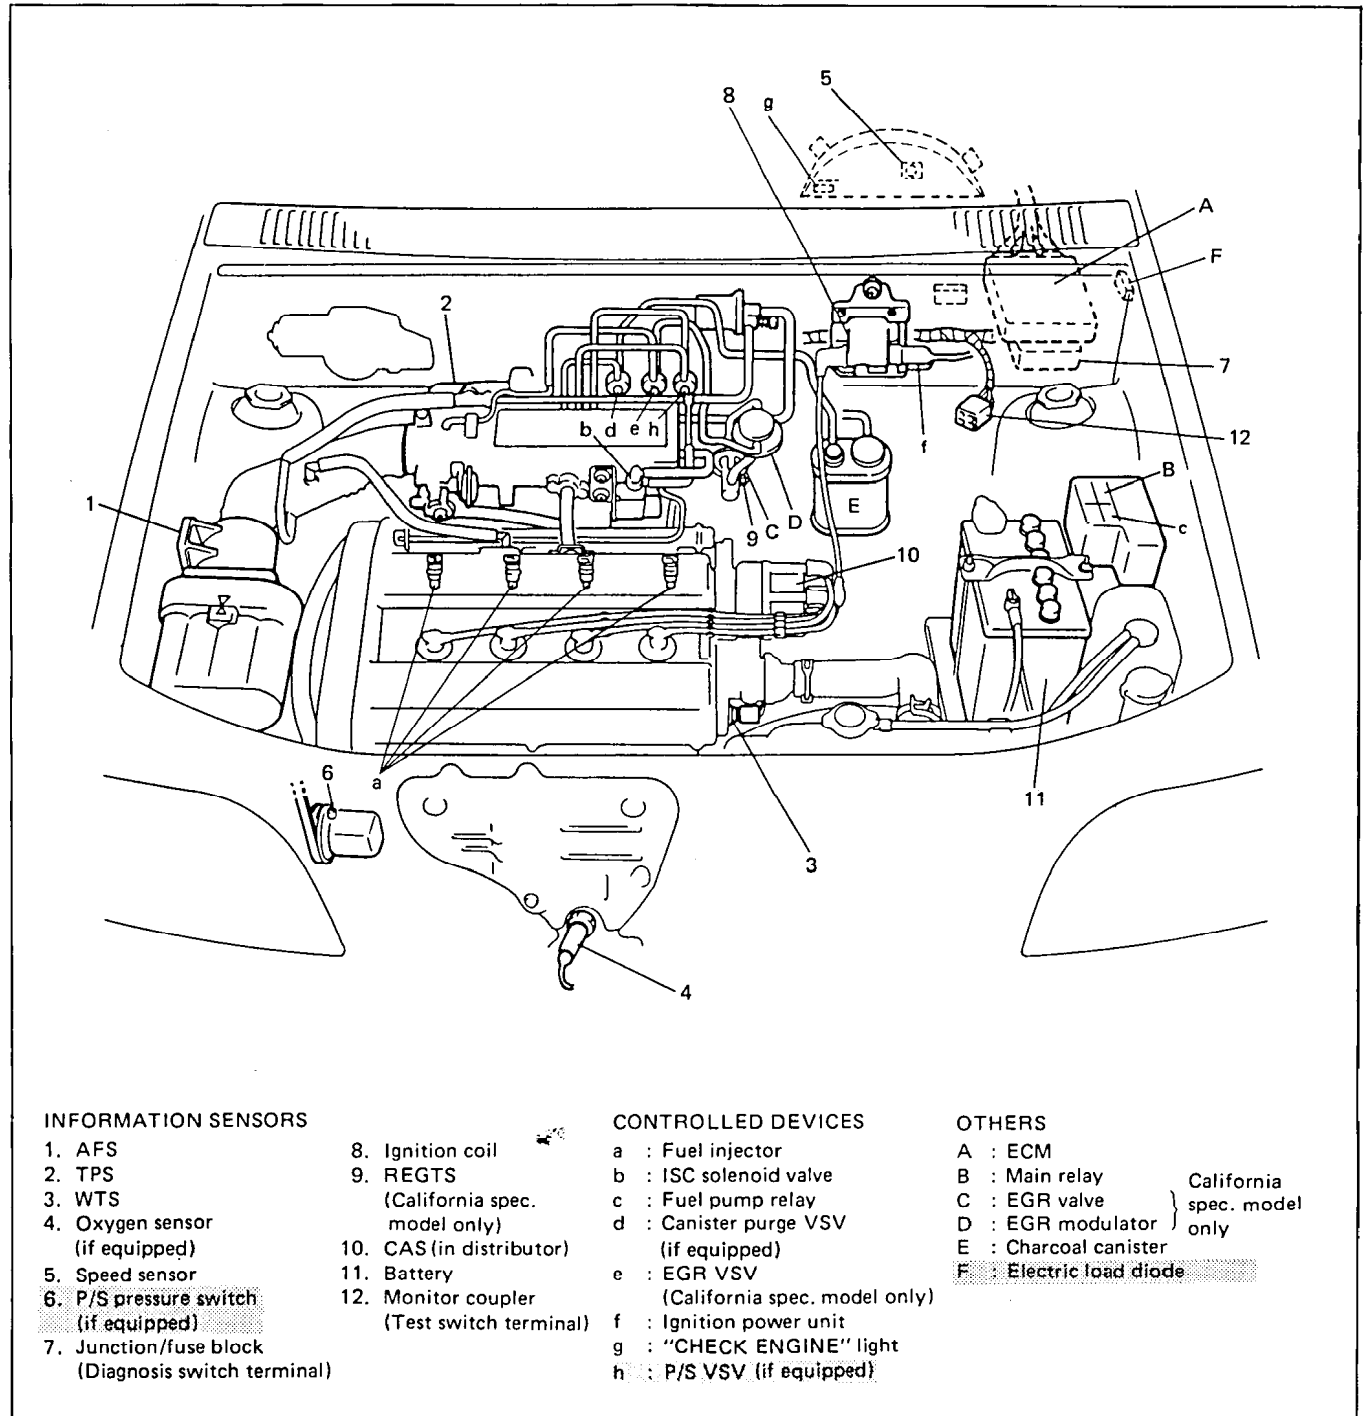 5
8
g
A
F
2
7
12
f
b d e h
B
c
1
9 C D
E
10
a
6
11
3
4
INFORMATION SENSORS
1. AFS
2. TPS
3. WTS
4. Oxygen sensor
(if equipped)
5. Speed sensor
6. P/S pressure switch
(if equipped)
7. Junction/fuse block
(Diagnosis switch terminal)
8. Ignition coil
9. REGTS
(California spec.
model only)
10. CAS (in distributor)
11. Battery
12. Monitor coupler
(Test switch terminal)
CONTROLLED DEVICES
a : Fuel injector
b : ISC solenoid valve
c : Fuel pump relay
d : Canister purge VSV
(if equipped)
e : EGR VSV
(California spec. model only)
f : Ignition power unit
g : "CHECK ENGINE" light
h : P/S VSV (if equipped)
OTHERS
A : ECM
B : Main relay
C : EGR valve
D : EGR modulator
California
spec. model
only
E : Charcoal canister
F : Electric load diode